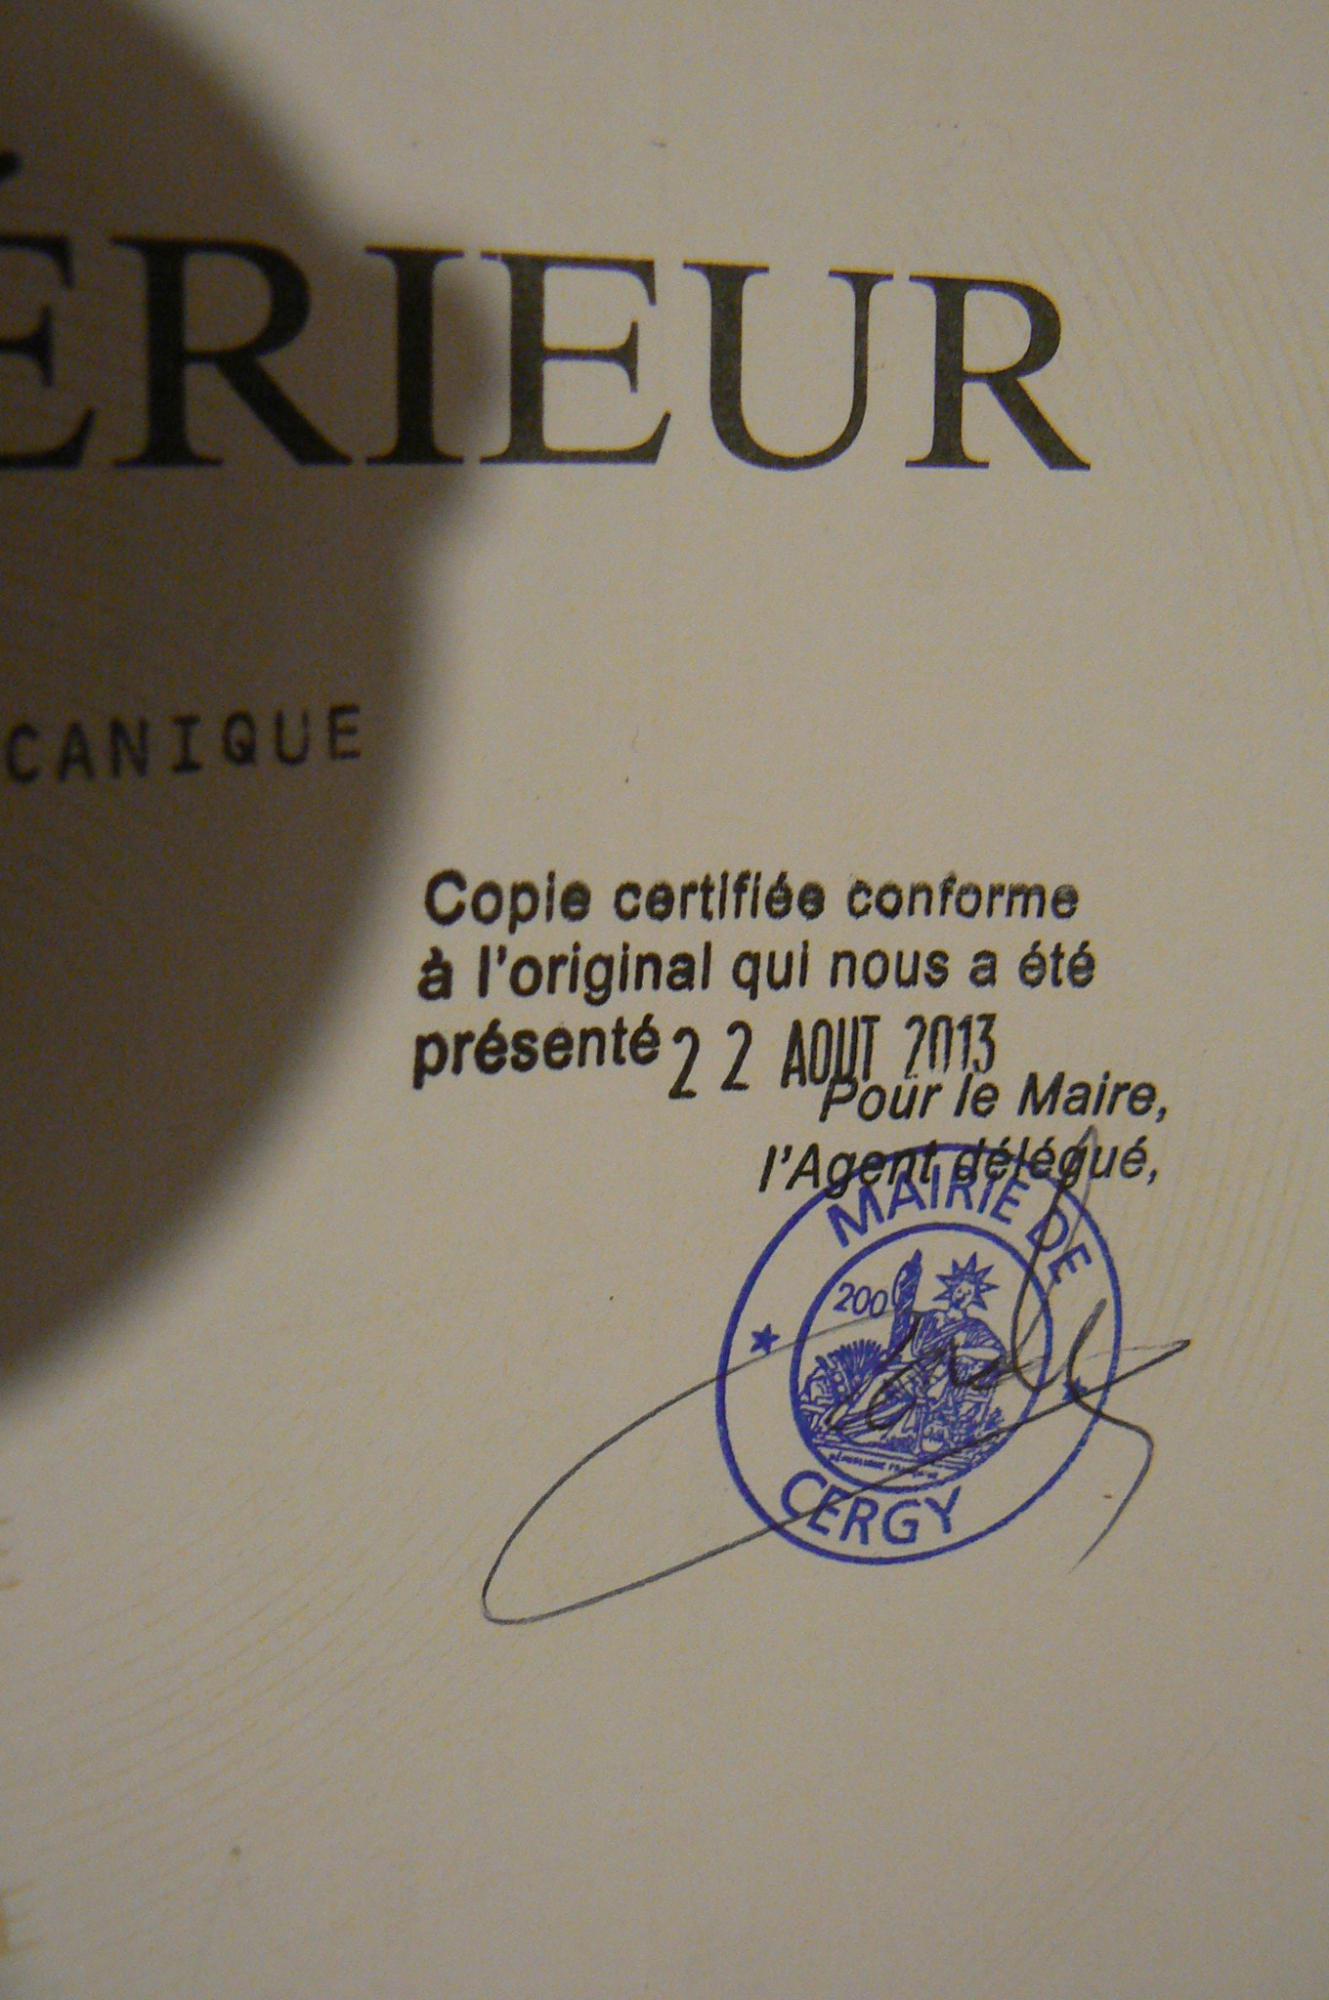 ÉRIEUR
CANIQUE
Copie certifiée conforme
à l'original qui nous a été
présenté 22 AOUT 2013
Pour le Maire,
l'Agent délégué,
MAIRIE DE
200
CERGY